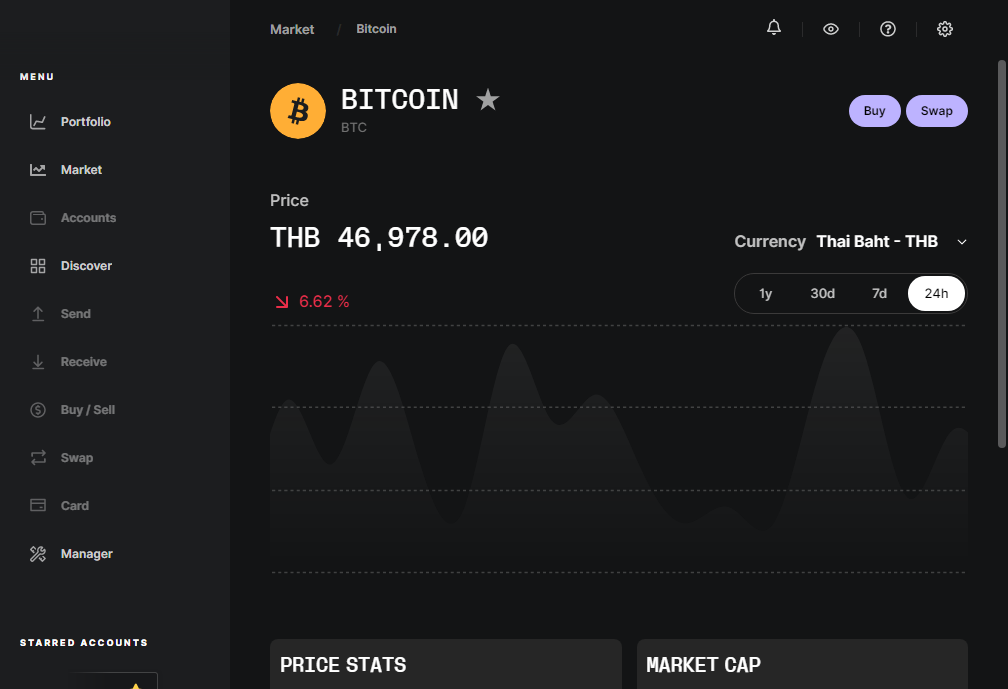 Market / Bitcoin
MENU
Portfolio
Market
Accounts
Discover
Send
Receive
Buy / Sell
Swap
Card
Manager
STARRED ACCOUNTS
BITCOIN
BTC
Buy
Swap
Price
THB 46,978.00
Currency Thai Baht - THB
6.62 %
1y 30d 7d 24h
PRICE STATS
MARKET CAP